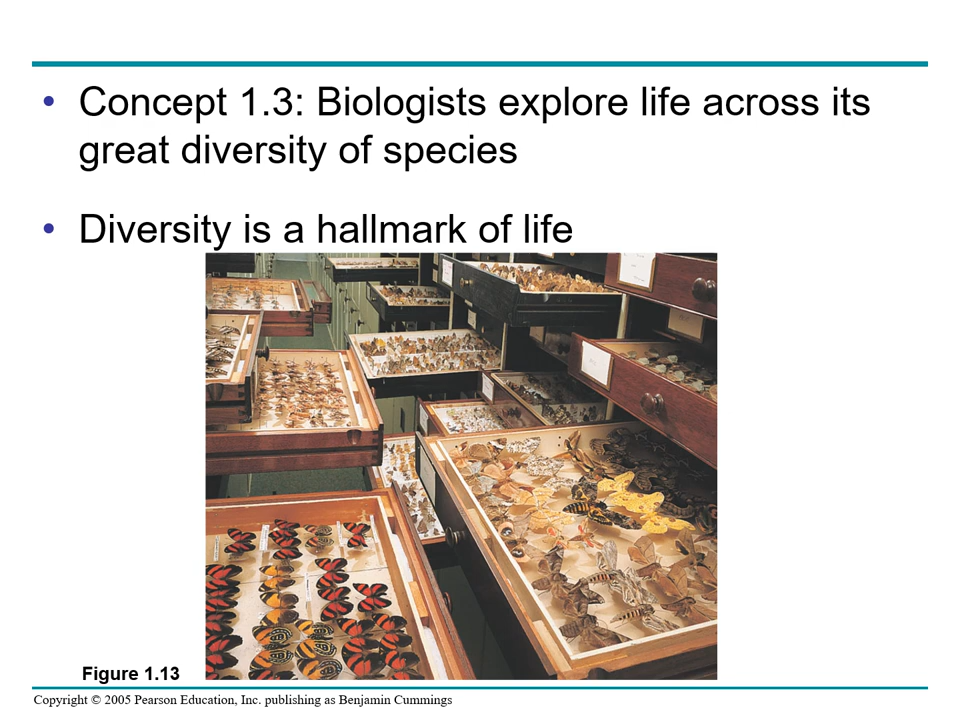 • Concept 1.3: Biologists explore life across its
great diversity of species
• Diversity is a hallmark of life
Figure 1.13
Copyright © 2005 Pearson Education, Inc. publishing as Benjamin Cummings